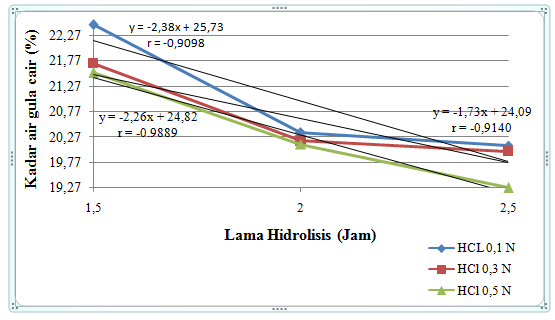 y = -2,38x + 25,73
r = -0,9098
y = -2,26x + 24,82
r = -0.9889
y = -1,73x + 24,09
r = -0,9140
Kadar air gula cair (%)
22,27
21,77
21,27
20,77
20,27
19,77
19,27
1,5
2
2,5
Lama Hidrolisis (Jam)
HCL 0,1 N
HCl 0,3 N
HCl 0,5 N